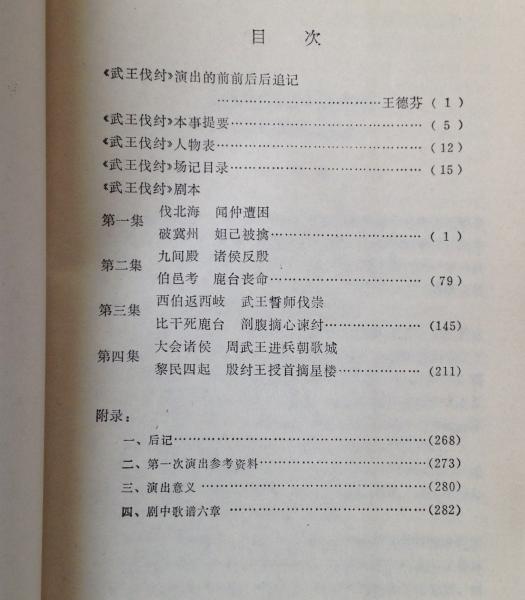 目 次
《武王伐纣》演出的前前后后追记
……………………………王德芬 ( 1 )
《武王伐纣》本事提要…………………………… ( 5 )
《武王伐纣》人物表……………………………… (12)
《武王伐纣》场记目录…………………………… (15)
《武王伐纣》剧本
第一集
伐北海 闻仲遭困
破冀州 妲己被擒………………………… ( 1 )
第二集
九间殿 诸侯反殷
伯邑考 鹿台丧命………………………… (79)
第三集
西伯返西岐 武王誓师伐崇
比干死鹿台 剖腹摘心谏纣………………… (145)
第四集
大会诸侯 周武王进兵朝歌城
黎民四起 殷纣王授首摘星楼……………… (211)
附录：
一、后记…………………………………………(268)
二、第一次演出参考资料…………………………(273)
三、演出意义 ……………………………………(280)
四、剧中歌谱六章 ………………………………(282)